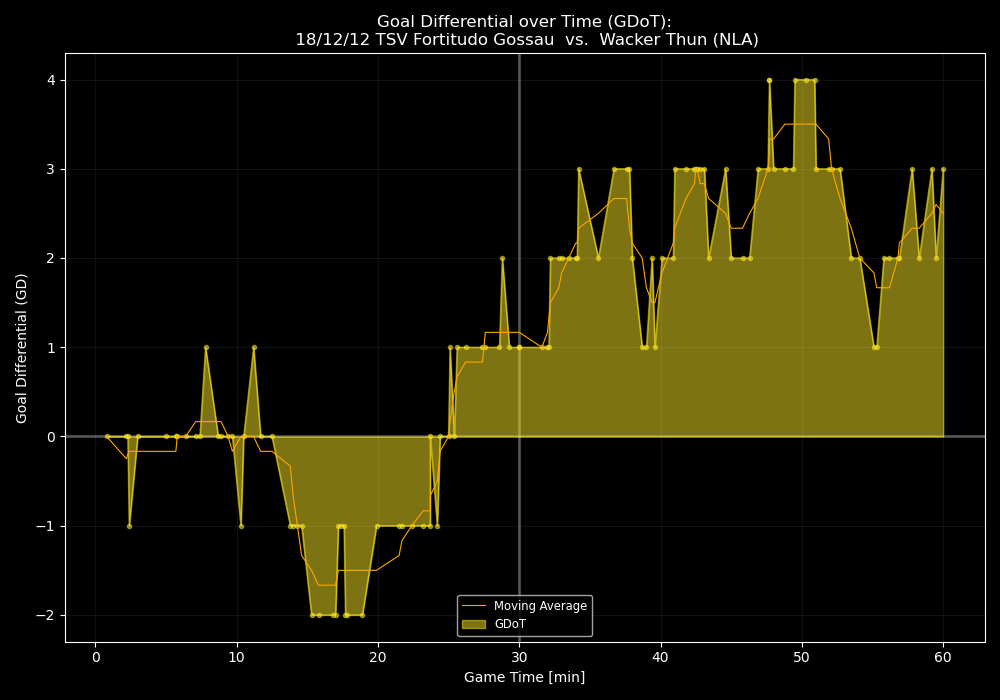 Goal Differential over Time (GDoT):
18/12/12 TSV Fortitudo Gossau  vs.  Wacker Thun (NLA)
Goal Differential (GD)
4
3
2
1
0
−1
−2
Moving Average
GDoT
0 10 20 30 40 50 60
Game Time [min]